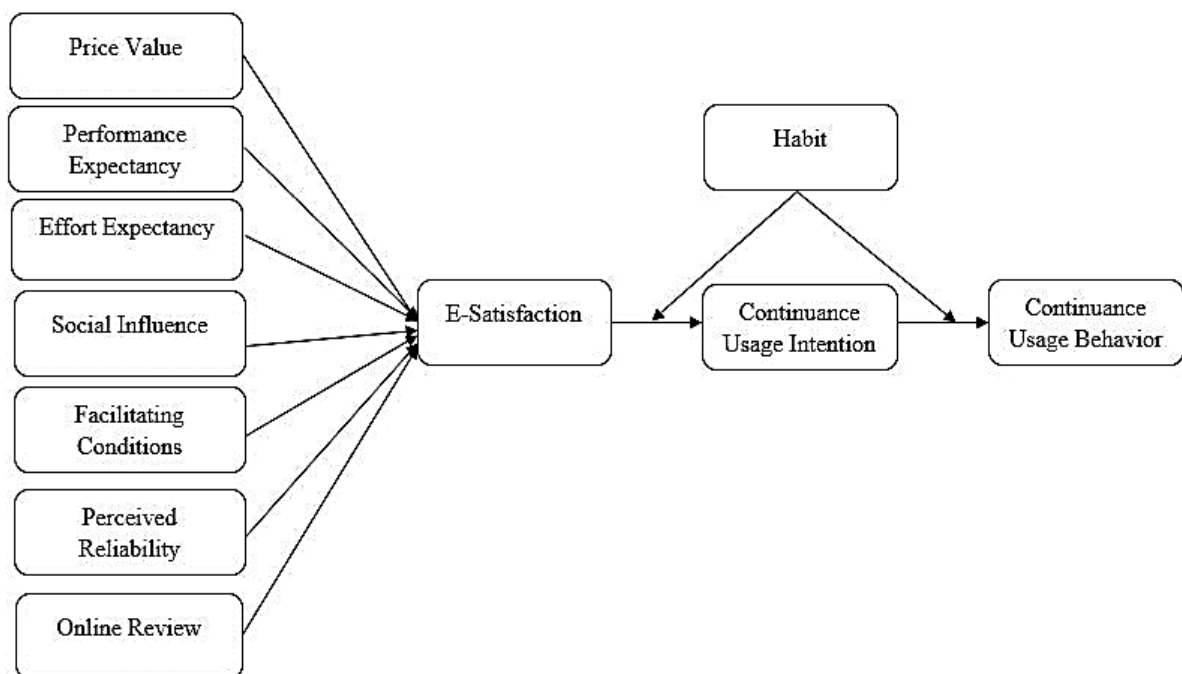 Price Value
Performance
Expectancy
Effort Expectancy
Social Influence
Facilitating
Conditions
Perceived
Reliability
Online Review
E-Satisfaction
Habit
Continuance
Usage Intention
Continuance
Usage Behavior